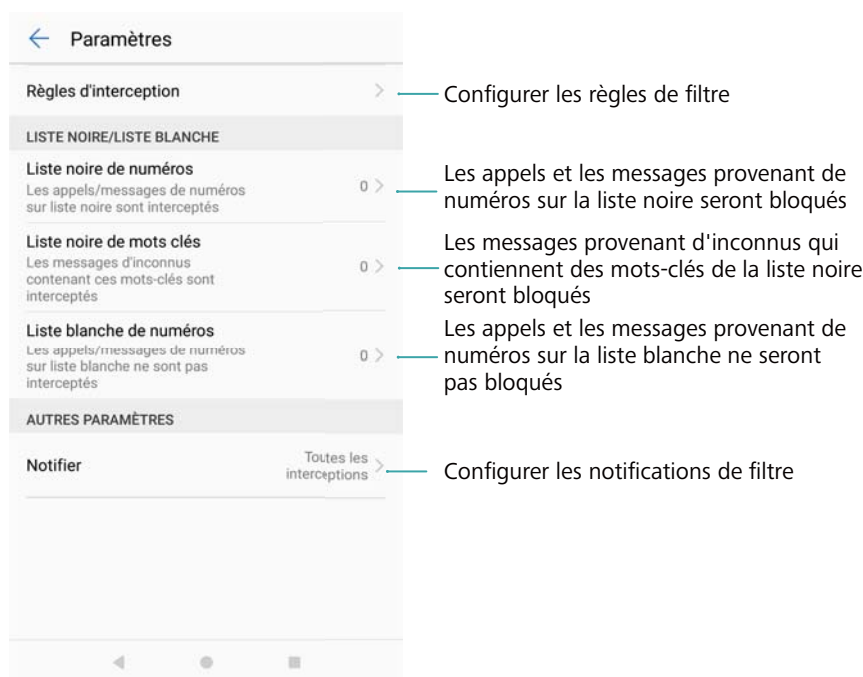 Paramètres
Règles d'interception
Configurer les règles de filtre
LISTE NOIRE/LISTE BLANCHE
Liste noire de numéros
Les appels/messages de numéros
sur liste noire sont interceptés
0
Les appels et les messages provenant de
numéros sur la liste noire seront bloqués
Liste noire de mots clés
Les messages d'inconnus
contenant ces mots-clés sont
interceptés
0
Les messages provenant d'inconnus qui
contiennent des mots-clés de la liste noire
seront bloqués
Liste blanche de numéros
Les appels/messages de numéros
sur liste blanche ne sont pas
interceptés
0
Les appels et les messages provenant de
numéros sur la liste blanche ne seront
pas bloqués
AUTRES PARAMÈTRES
Notifier
Toutes les
interceptions
Configurer les notifications de filtre